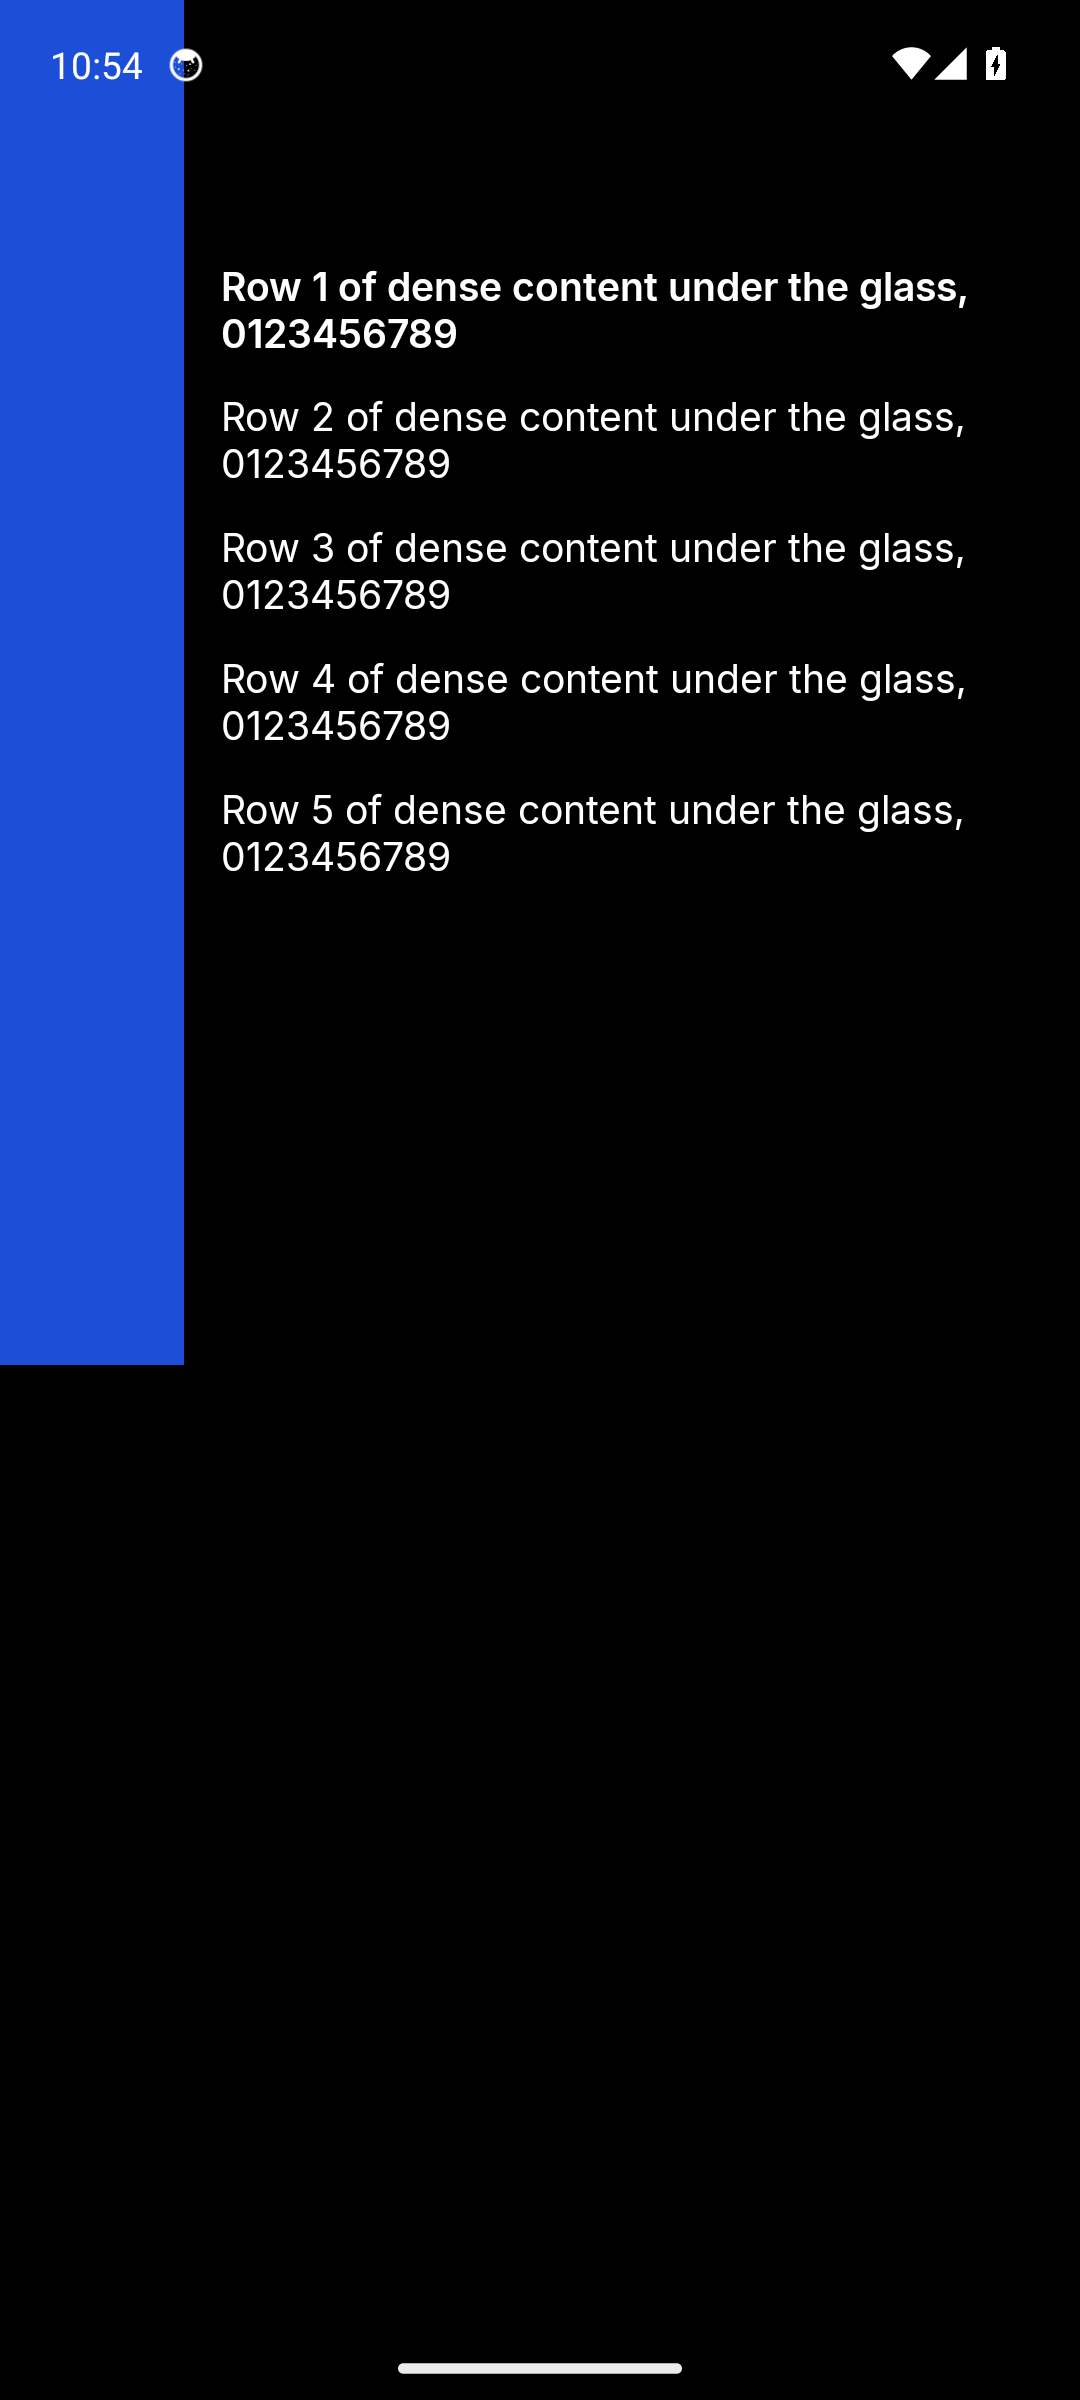 10:54
Row 1 of dense content under the glass,
0123456789
Row 2 of dense content under the glass,
0123456789
Row 3 of dense content under the glass,
0123456789
Row 4 of dense content under the glass,
0123456789
Row 5 of dense content under the glass,
0123456789